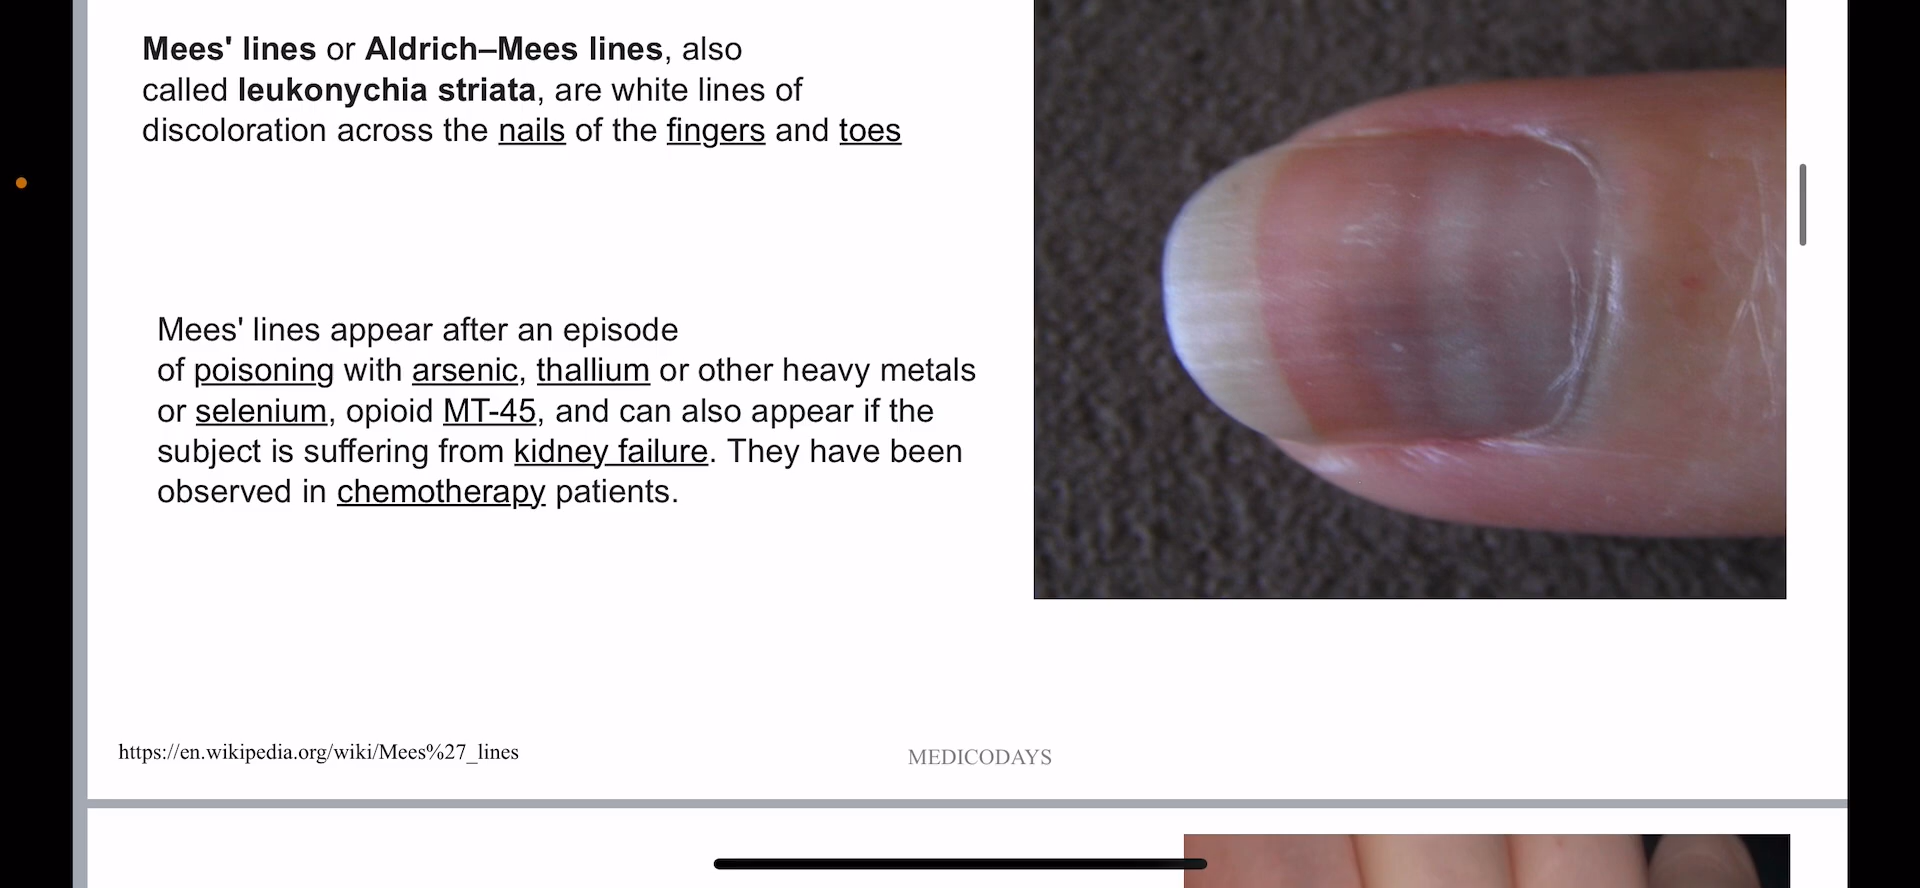 Mees' lines or Aldrich–Mees lines, also
called leukonychia striata, are white lines of
discoloration across the nails of the fingers and toes
Mees' lines appear after an episode
of poisoning with arsenic, thallium or other heavy metals
or selenium, opioid MT-45, and can also appear if the
subject is suffering from kidney failure. They have been
observed in chemotherapy patients.
https://en.wikipedia.org/wiki/Mees%27_lines
MEDICODAYS